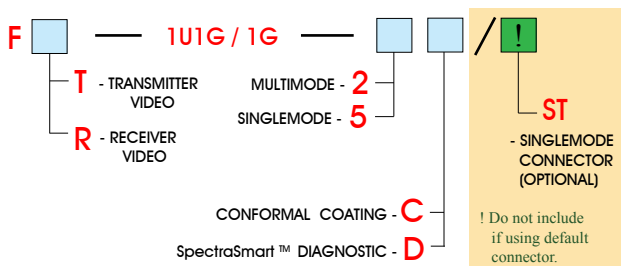 F — 1U1G / 1G — / !
T - TRANSMITTER
VIDEO
R - RECEIVER
VIDEO
MULTIMODE - 2
SINGLEMODE - 5
CONFORMAL COATING - C
SpectraSmart ™ DIAGNOSTIC - D
ST
- SINGLEMODE
CONNECTOR
(OPTIONAL)
! Do not include
if using default
connector.